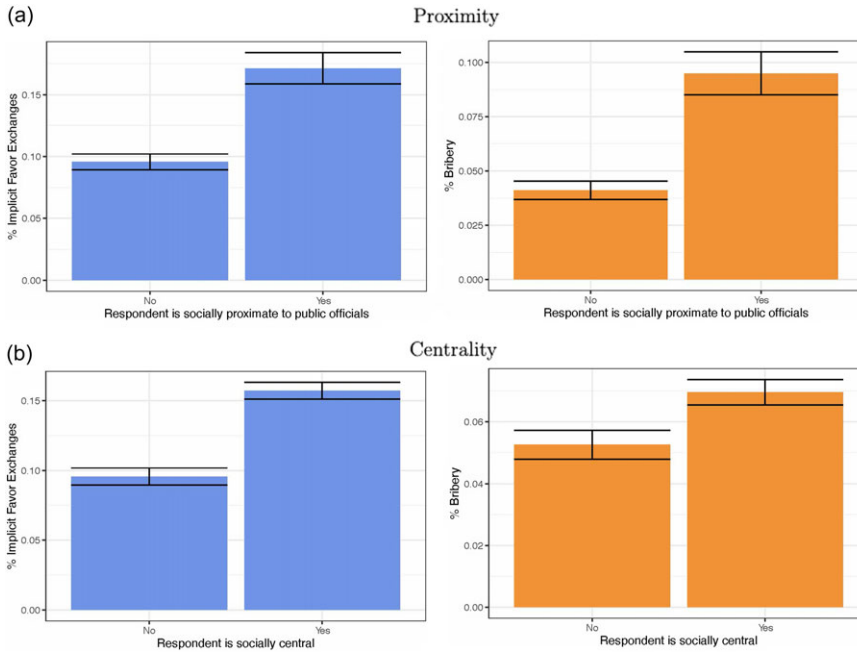 (a)
Proximity
% Implicit Favor Exchanges
0.15
0.10
0.05
0.00
No
Yes
Respondent is socially proximate to public officials
% Bribery
0.100
0.075
0.050
0.025
0.000
No
Yes
Respondent is socially proximate to public officials
(b)
Centrality
% Implicit Favor Exchanges
0.15
0.10
0.05
0.00
No
Yes
Respondent is socially central
% Bribery
0.06
0.04
0.02
0.00
No
Yes
Respondent is socially central